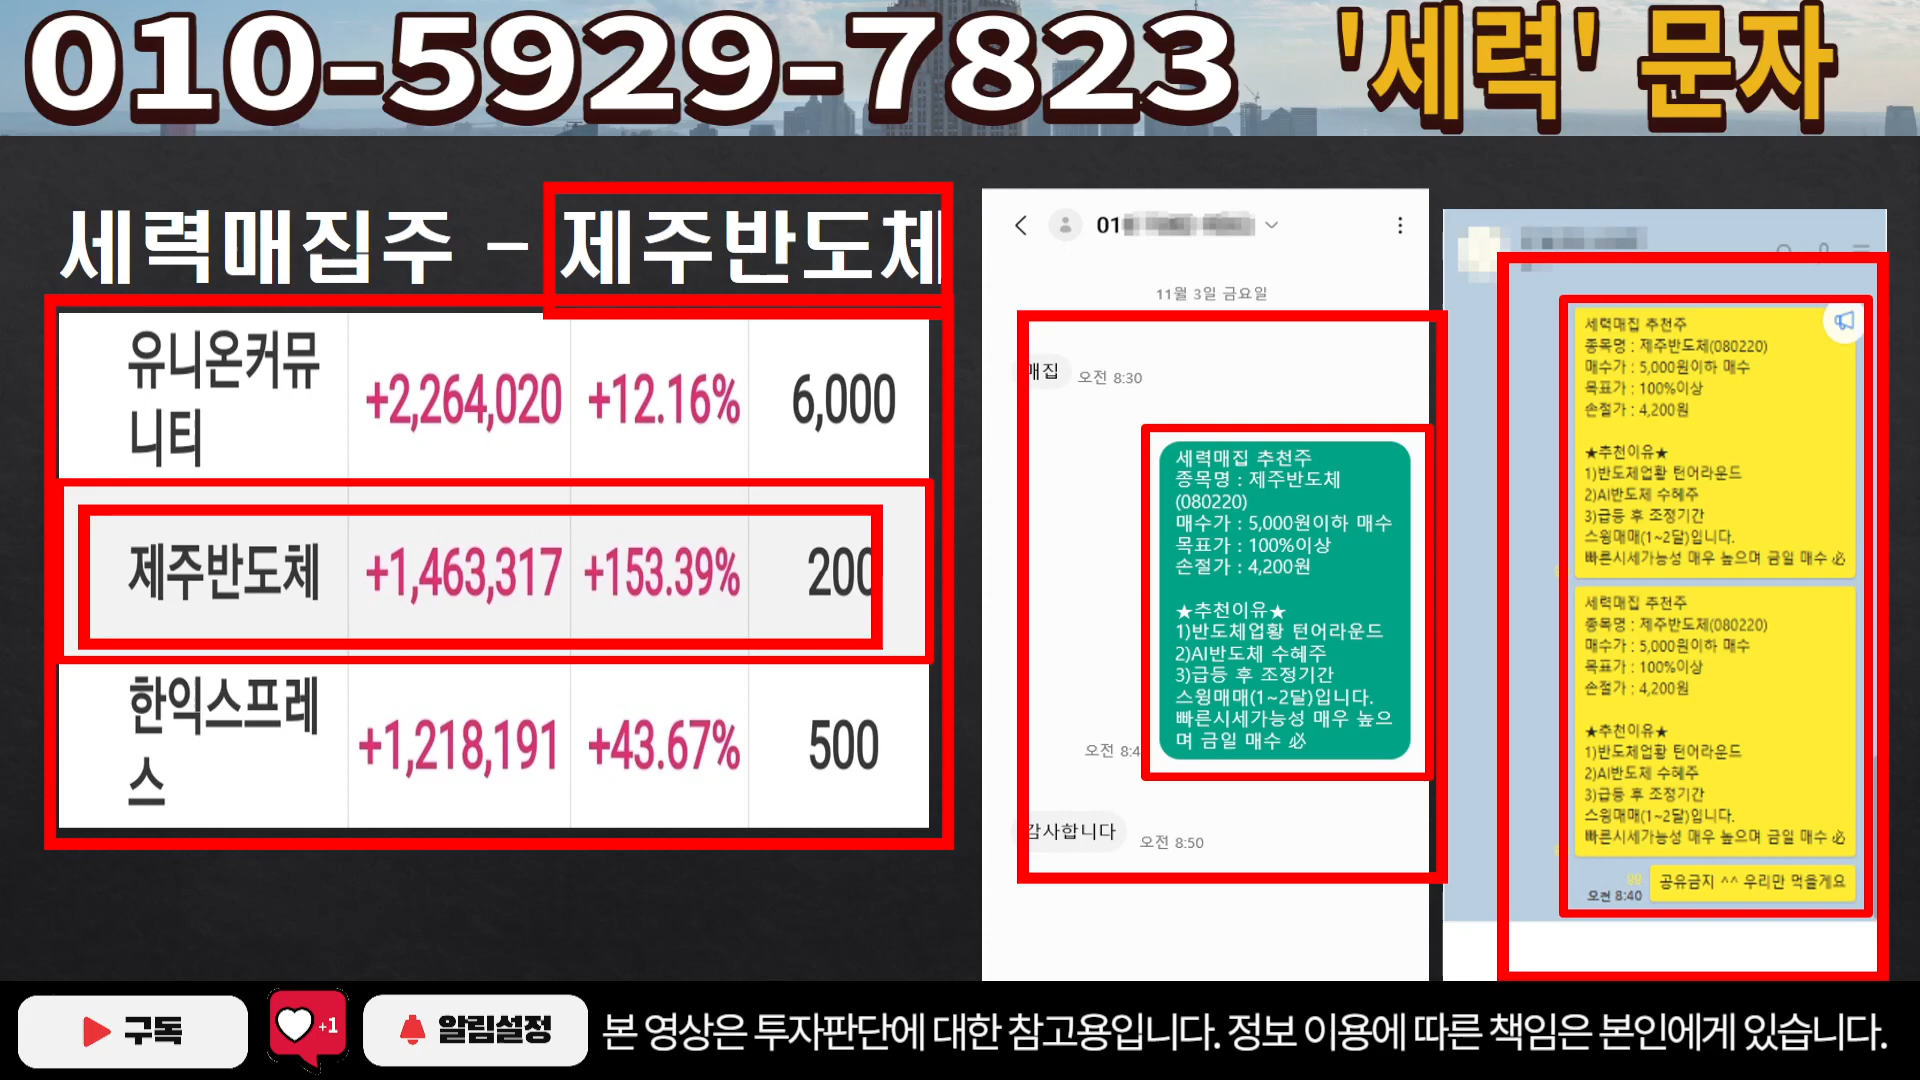 010-5929-7823 '세력' 문자
세력매집주 - 제주반도체
유니온커뮤
니티
+2,264,020 +12.16% 6,000
제주반도체 +1,463,317 +153.39% 200
한익스프레
스
+1,218,191 +43.67% 500
01
11월 3일 금요일
매집 오전 8:30
세력매집 추천주
종목명 : 제주반도체
(080220)
매수가 : 5,000원이하 매수
목표가 : 100%이상
손절가 : 4,200원
★추천이유★
1)반도체업황 턴어라운드
2)AI반도체 수혜주
3)급등 후 조정기간
스윙매매(1~2달)입니다.
빠른시세가능성 매우 높으
며 금일 매수 必
오전 8:4
감사합니다 오전 8:50
세력매집 추천주
종목명 : 제주반도체(080220)
매수가 : 5,000원이하 매수
목표가 : 100%이상
손절가 : 4,200원
★추천이유★
1)반도체업황 턴어라운드
2)AI반도체 수혜주
3)급등 후 조정기간
스윙매매(1~2달)입니다.
빠른시세가능성 매우 높으며 금일 매수 必
세력매집 추천주
종목명 : 제주반도체(080220)
매수가 : 5,000원이하 매수
목표가 : 100%이상
손절가 : 4,200원
★추천이유★
1)반도체업황 턴어라운드
2)AI반도체 수혜주
3)급등 후 조정기간
스윙매매(1~2달)입니다.
빠른시세가능성 매우 높으며 금일 매수 必
오전 8:40 공유금지 ^^ 우리만 먹을게요
구독 +1 알림설정 본 영상은 투자판단에 대한 참고용입니다. 정보 이용에 따른 책임은 본인에게 있습니다.